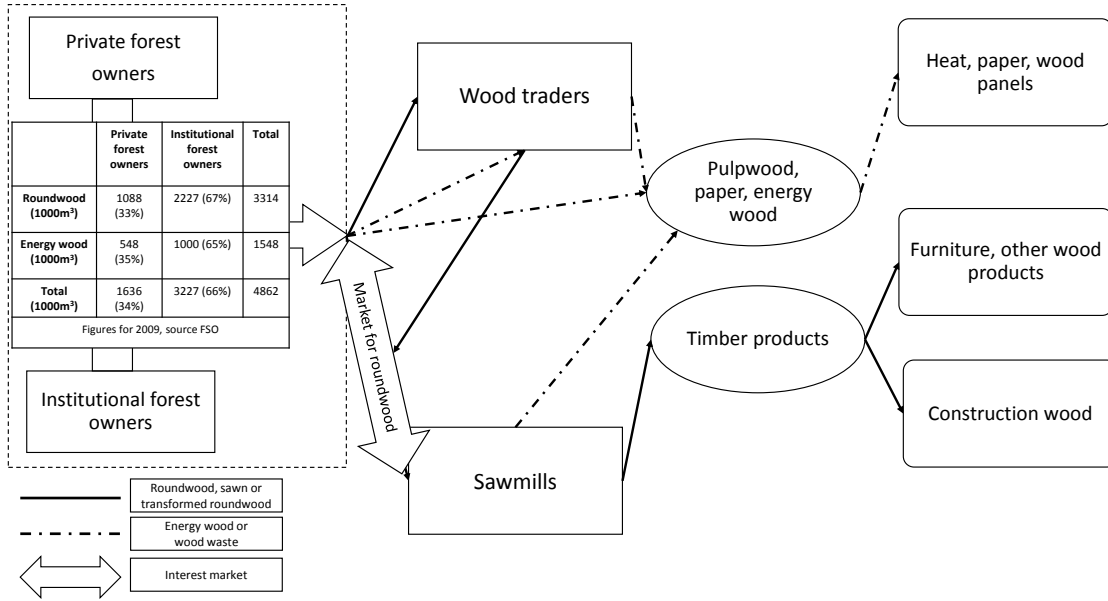 Private forest
owners
Private
forest
owners
Institutional
forest
owners
Total
Roundwood
(1000m³)
1088
(33%)
2227 (67%)
3314
Energy wood
(1000m³)
548
(35%)
1000 (65%)
1548
Total
(1000m³)
1636
(34%)
3227 (66%)
4862
Figures for 2009, source FSO
Institutional forest
owners
Wood traders
Market for roundwood
Sawmills
Pulpwood,
paper, energy
wood
Timber products
Heat, paper, wood
panels
Furniture, other wood
products
Construction wood
Roundwood, sawn or
transformed roundwood
Energy wood or
wood waste
Interest market